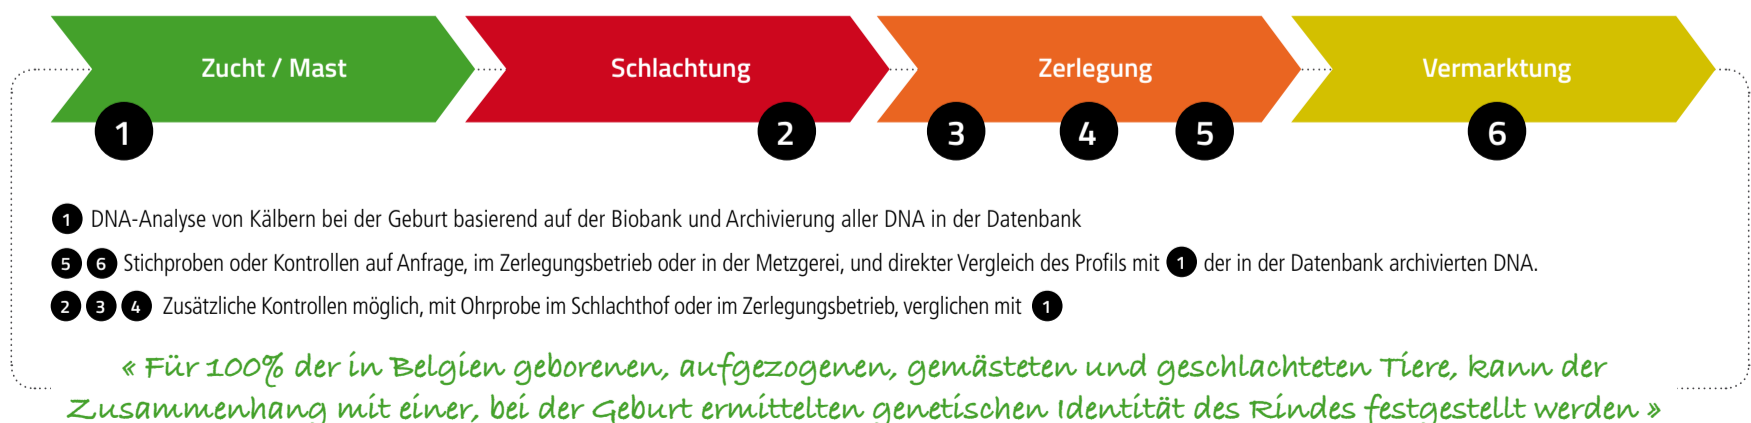 Zucht / Mast
Schlachtung
Zerlegung
Vermarktung
1
2
3
4
5
6
1 DNA-Analyse von Kälbern bei der Geburt basierend auf der Biobank und Archivierung aller DNA in der Datenbank
5 6 Stichproben oder Kontrollen auf Anfrage, im Zerlegungsbetrieb oder in der Metzgerei, und direkter Vergleich des Profils mit 1 der in der Datenbank archivierten DNA.
2 3 4 Zusätzliche Kontrollen möglich, mit Ohrprobe im Schlachthof oder im Zerlegungsbetrieb, verglichen mit 1
« Für 100% der in Belgien geborenen, aufgezogenen, gemästeten und geschlachteten Tiere, kann der
Zusammenhang mit einer, bei der Geburt ermittelten genetischen Identität des Rindes festgestellt werden »